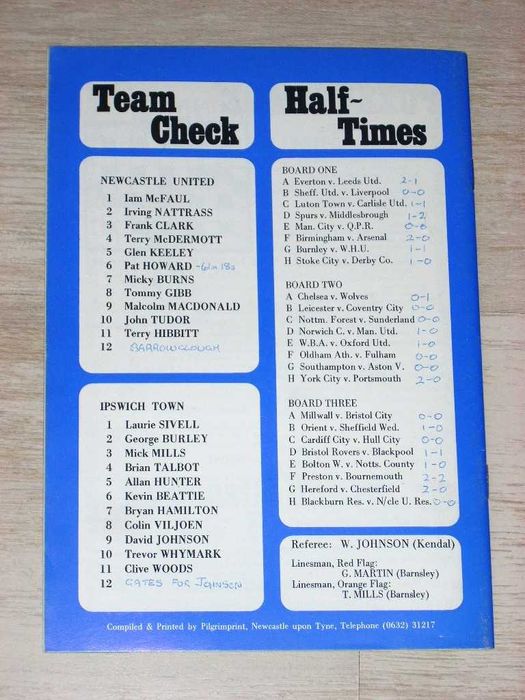 Team
Check
NEWCASTLE UNITED
1 Iam McFAUL
2 Irving NATTRASS
3 Frank CLARK
4 Terry McDERMOTT
5 Glen KEELEY
6 Pat HOWARD
7 Micky BURNS
8 Tommy GIBB
9 Malcolm MACDONALD
10 John TUDOR
11 Terry HIBBITT
12 BARROWCLOUGH
IPSWICH TOWN
1 Laurie SIVELL
2 George BURLEY
3 Mick MILLS
4 Brian TALBOT
5 Allan HUNTER
6 Kevin BEATTIE
7 Bryan HAMILTON
8 Colin VILJOEN
9 David JOHNSON
10 Trevor WHYMARK
11 Clive WOODS
12 GATES FOR JOHNSON
Half~
Times
BOARD ONE
A Everton v. Leeds Utd. 2-1
B Sheff. Utd. v. Liverpool 0-0
C Luton Town v. Carlisle Utd. 1-1
D Spurs v. Middlesbrough 1-2
E Man. City v. Q.P.R. 0-0
F Birmingham v. Arsenal 2-0
G Burnley v. W.H.U. 1-1
H Stoke City v. Derby Co. 1-0
BOARD TWO
A Chelsea v. Wolves 0-1
B Leicester v. Coventry City 0-0
C Nottm. Forest v. Sunderland 0-0
D Norwich C. v. Man. Utd. 1-0
E W.B.A. v. Oxford Utd. 1-0
F Oldham Ath. v. Fulham 0-0
G Southampton v. Aston V. 0-0
H York City v. Portsmouth 2-0
BOARD THREE
A Millwall v. Bristol City 0-0
B Orient v. Sheffield Wed. 1-0
C Cardiff City v. Hull City 0-0
D Bristol Rovers v. Blackpool 1-1
E Bolton W. v. Notts. County 1-0
F Preston v. Bournemouth 2-2
G Hereford v. Chesterfield 2-0
H Blackburn Res. v. N/cle U. Res. 0-0
Referee: W. JOHNSON (Kendal)
Linesman, Red Flag:
G. MARTIN (Barnsley)
Linesman, Orange Flag:
T. MILLS (Barnsley)
Compiled & Printed by Pilgrimprint, Newcastle upon Tyne, Telephone (0632) 31217